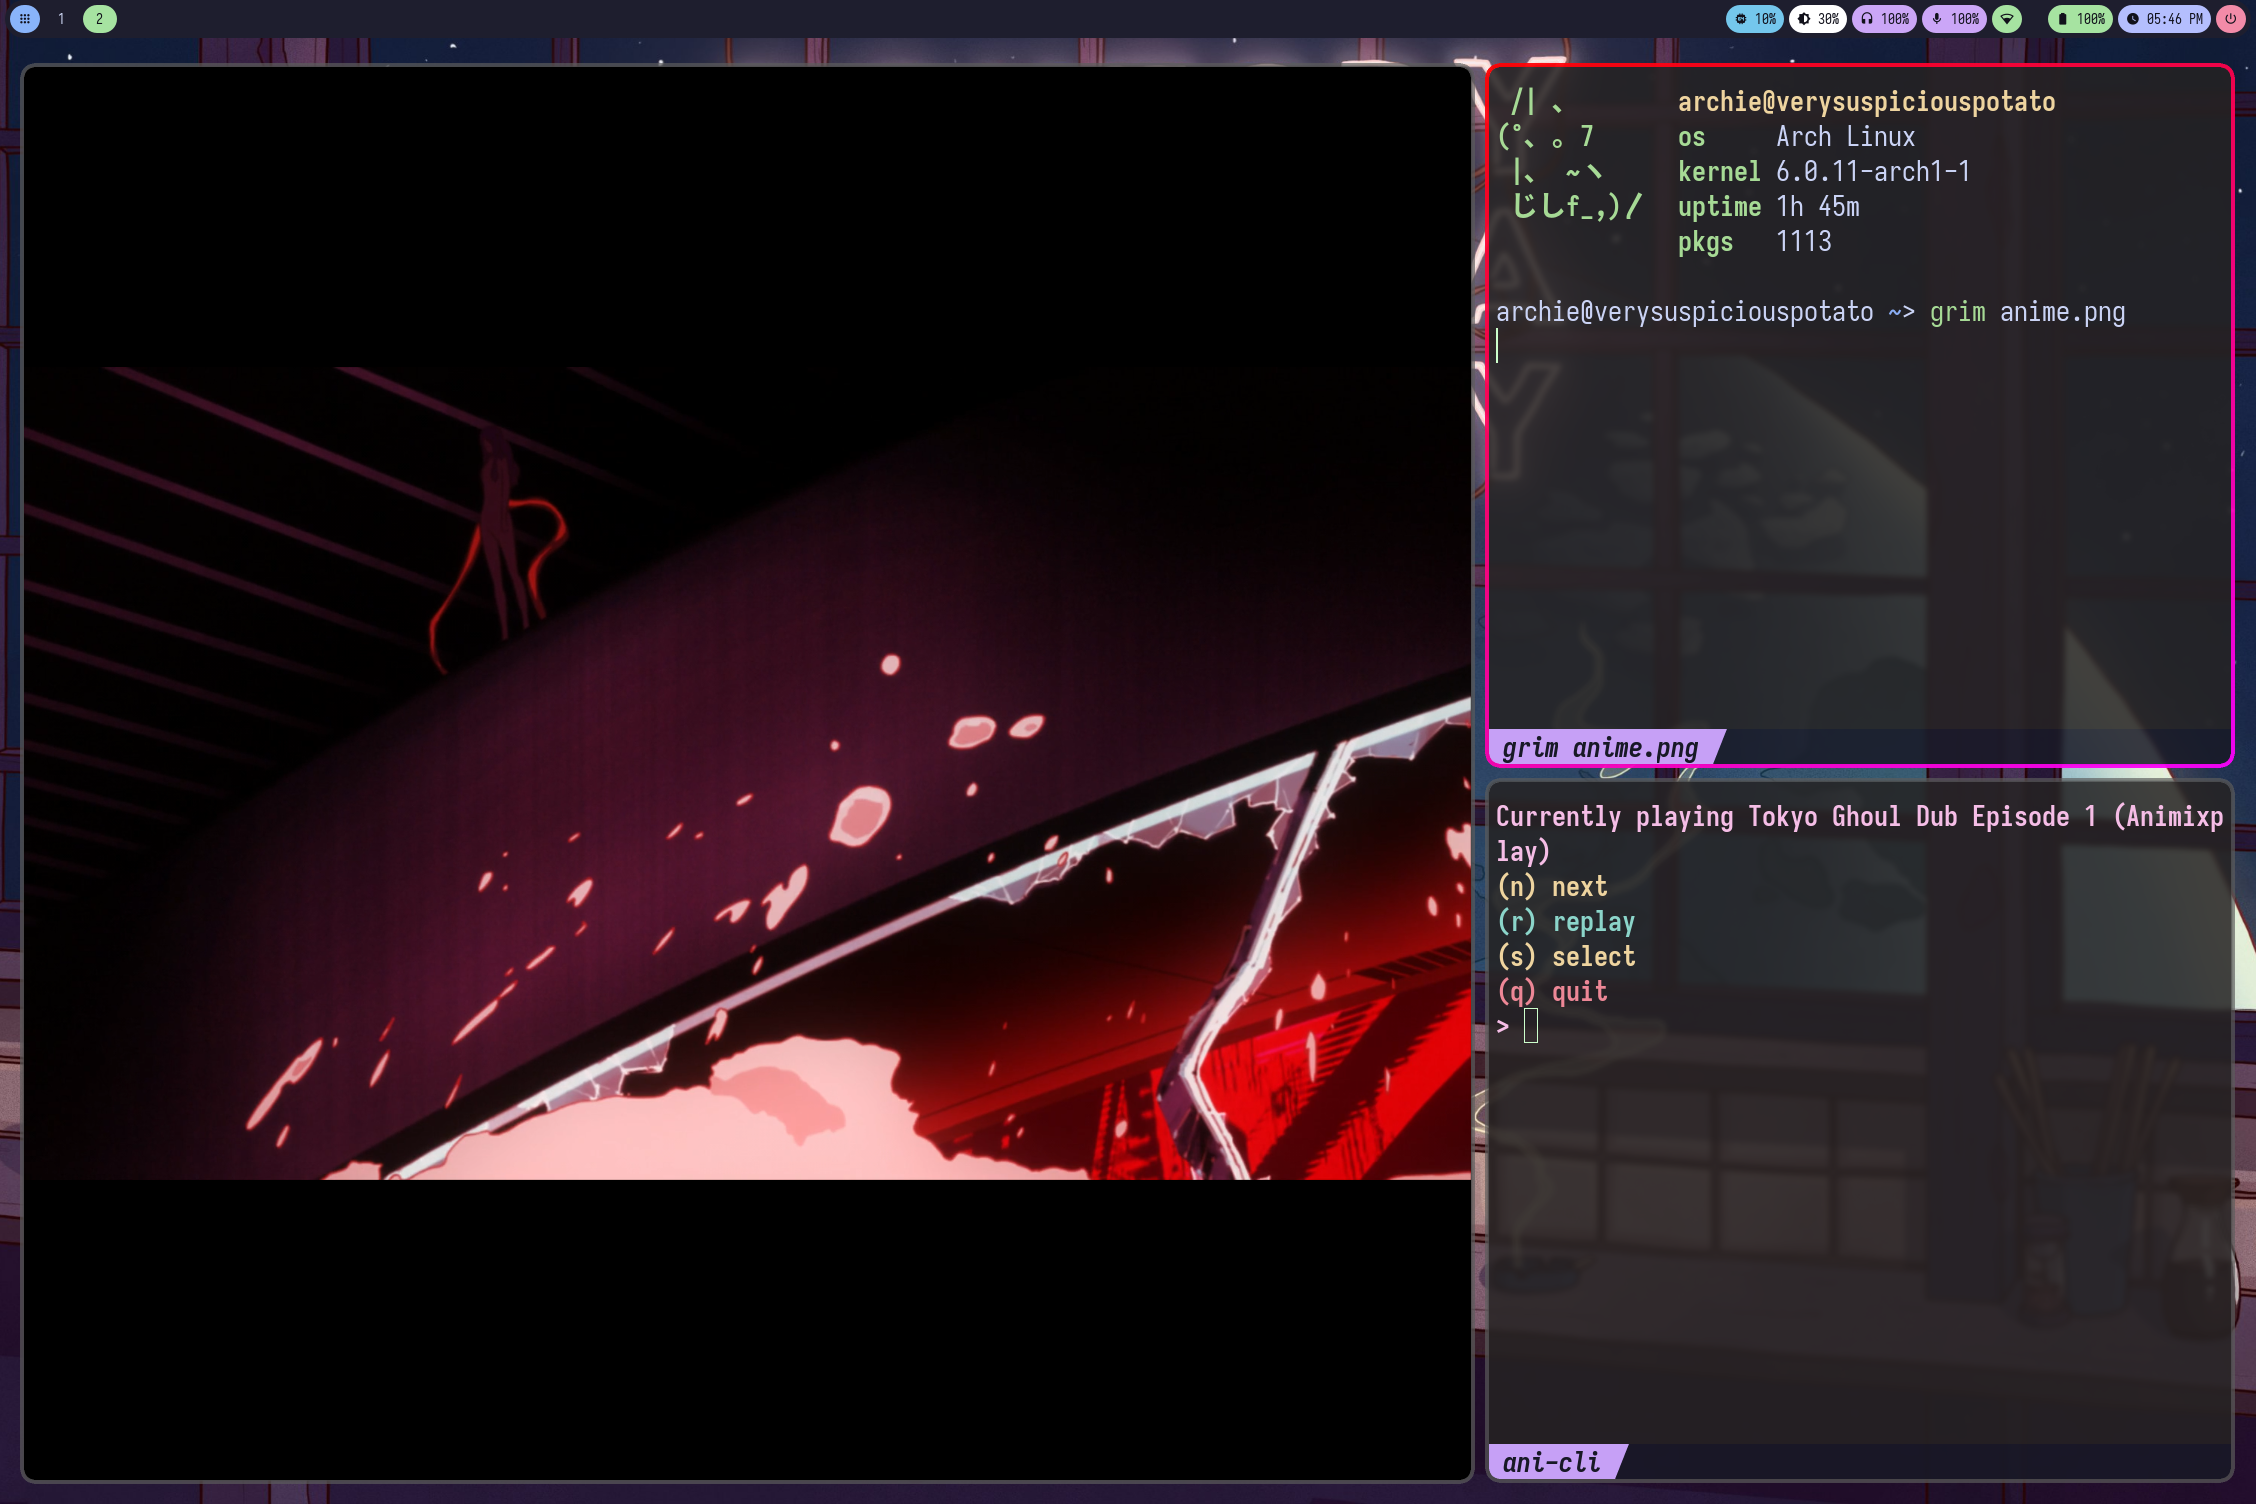 1 2
10% 30% 100% 100% 100% 05:46 PM
/| 、 archie@verysuspiciouspotato
(˚、。7 os Arch Linux
|、 ~ヽ kernel 6.0.11-arch1-1
じしf_,)/ uptime 1h 45m
pkgs 1113
archie@verysuspiciouspotato ~> grim anime.png
grim anime.png
Currently playing Tokyo Ghoul Dub Episode 1 (Animixp
lay)
(n) next
(r) replay
(s) select
(q) quit
>
ani-cli